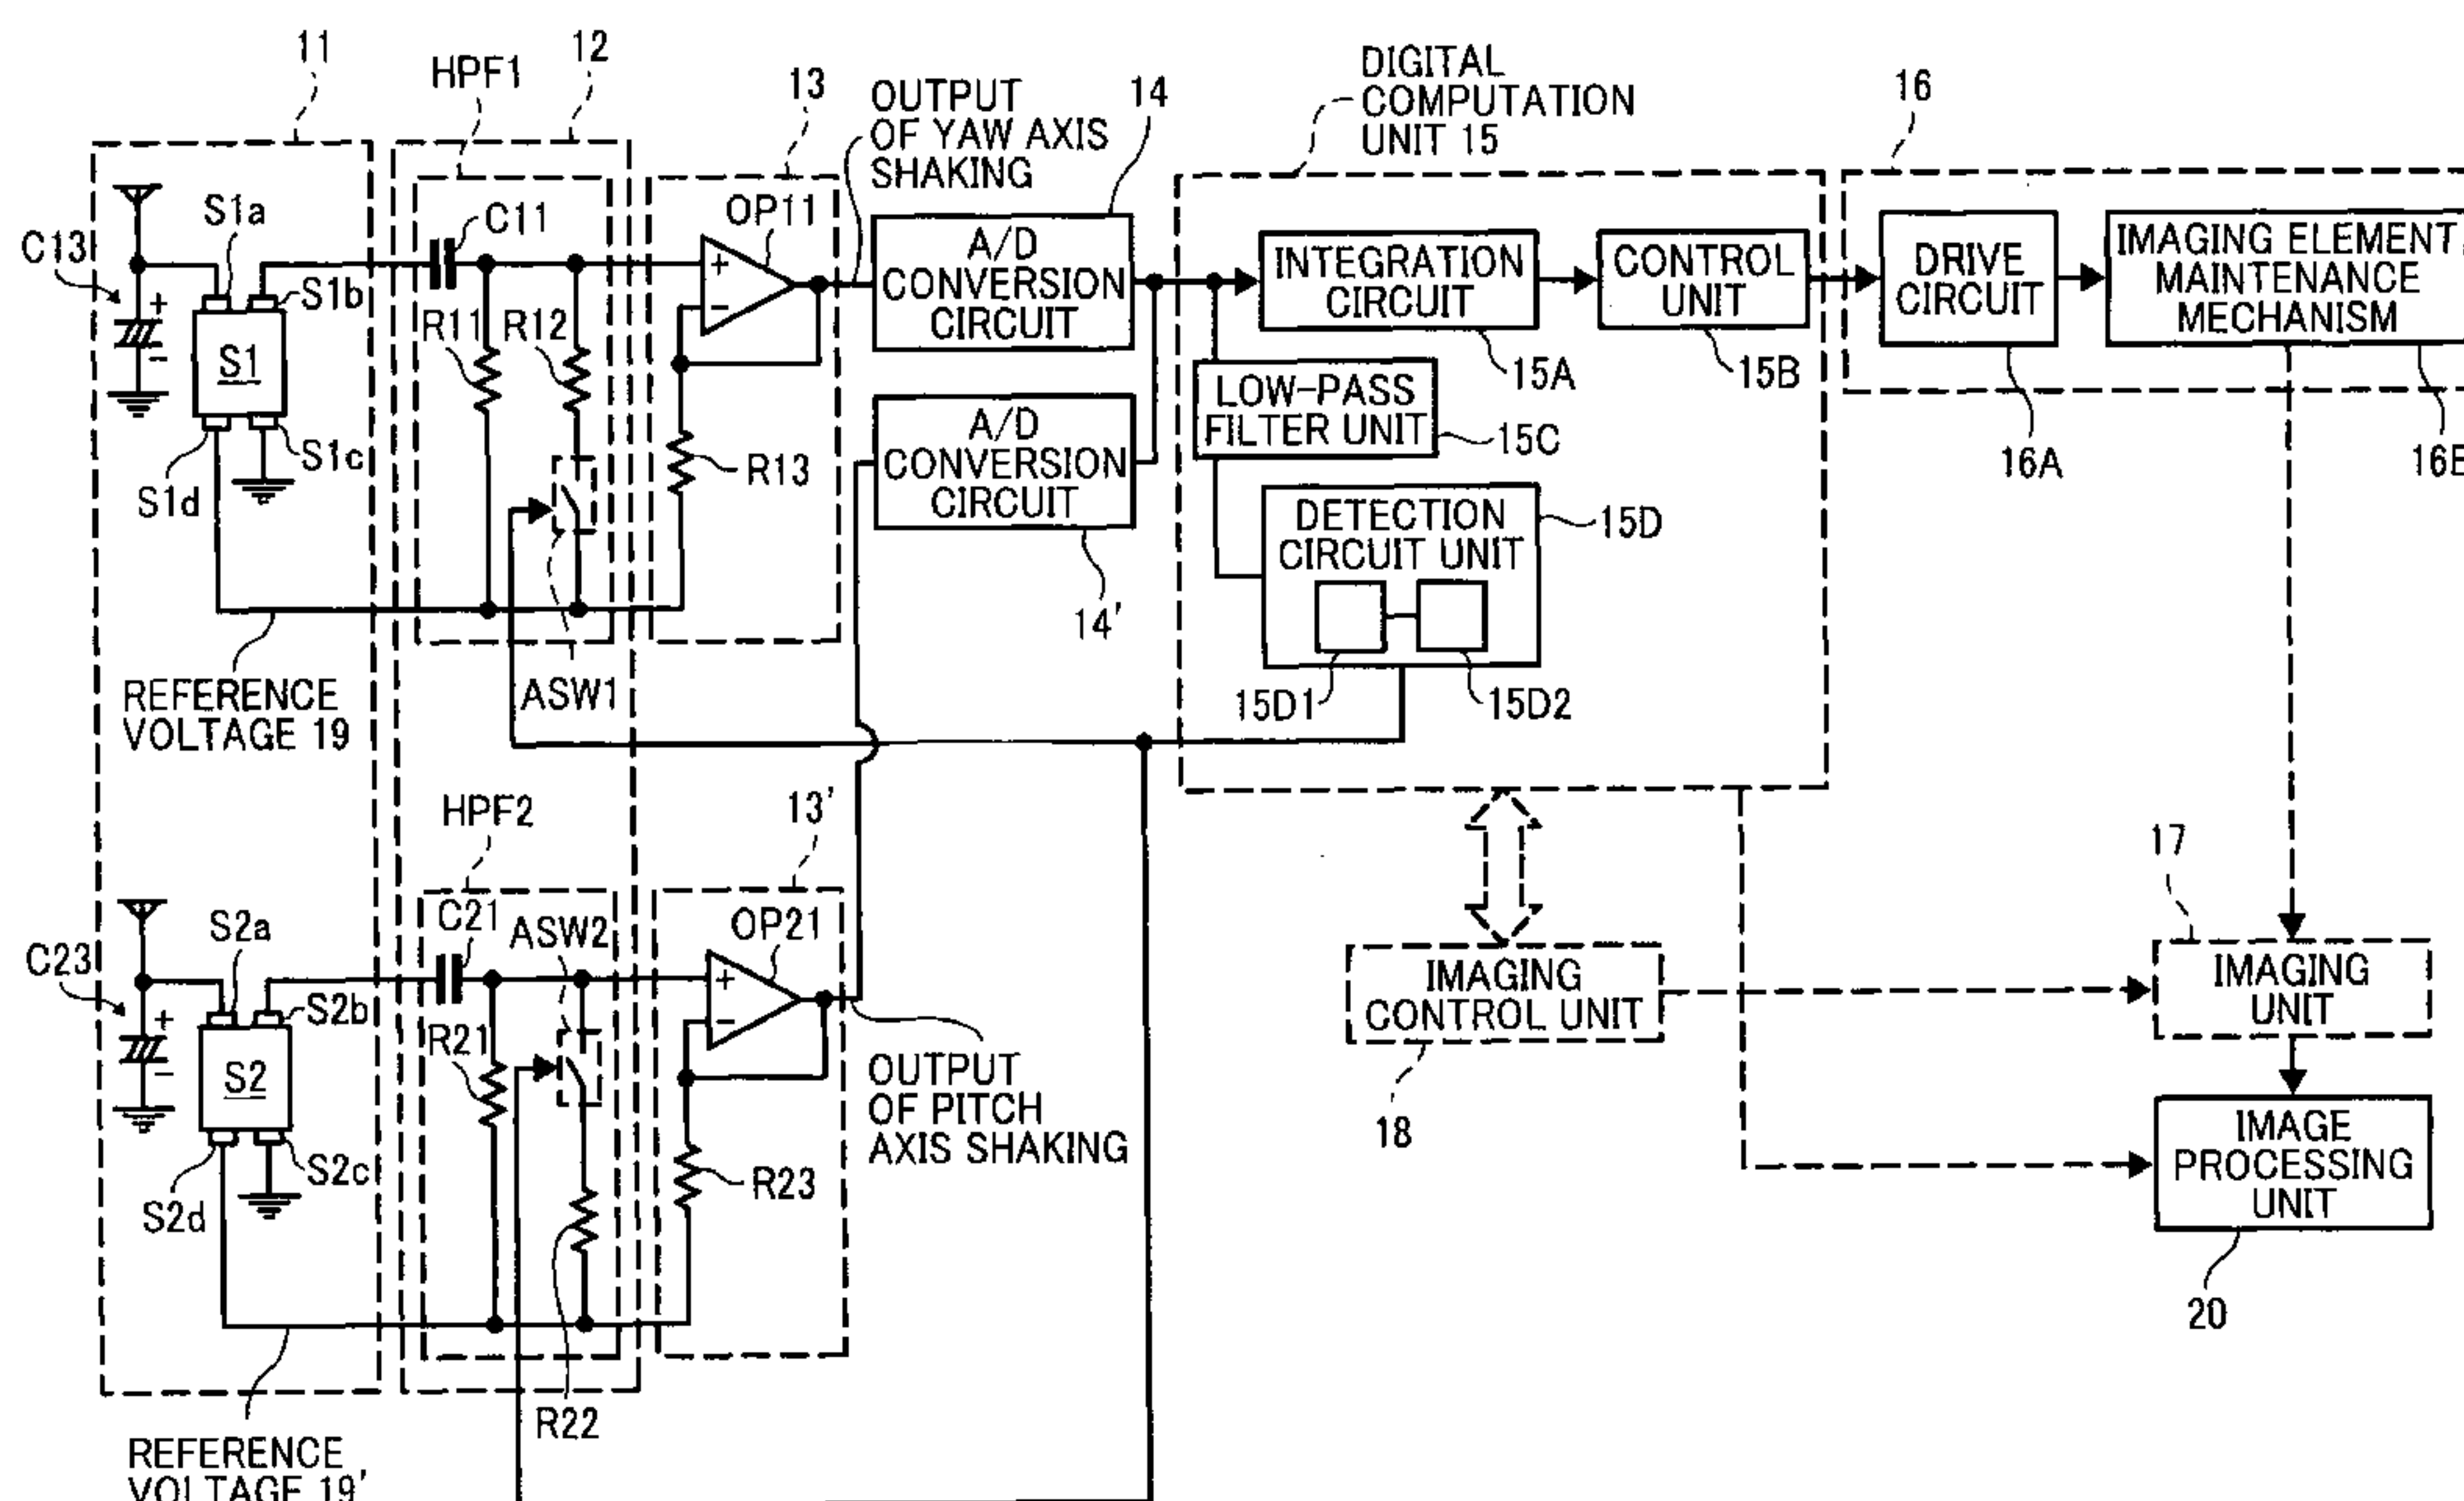 11
12
HPF1
13
OUTPUT
OF YAW AXIS
SHAKING
14
DIGITAL
COMPUTATION
UNIT 15
16
C13
S1a
S1b
S1
S1c
S1d
+
−
C11
R11
R12
OP11
+
−
R13
ASW1
REFERENCE
VOLTAGE 19
A/D
CONVERSION
CIRCUIT
A/D
CONVERSION
CIRCUIT
14'
INTEGRATION
CIRCUIT
15A
CONTROL
UNIT
15B
LOW-PASS
FILTER UNIT
15C
DETECTION
CIRCUIT UNIT
15D
15D1
15D2
DRIVE
CIRCUIT
16A
IMAGING ELEMENT
MAINTENANCE
MECHANISM
HPF2
13'
C23
S2a
S2b
S2
S2c
S2d
+
−
C21
ASW2
R21
R22
OP21
+
−
R23
OUTPUT
OF PITCH
AXIS SHAKING
REFERENCE
VOLTAGE 19'
IMAGING
CONTROL UNIT
18
17
IMAGING
UNIT
IMAGE
PROCESSING
UNIT
20